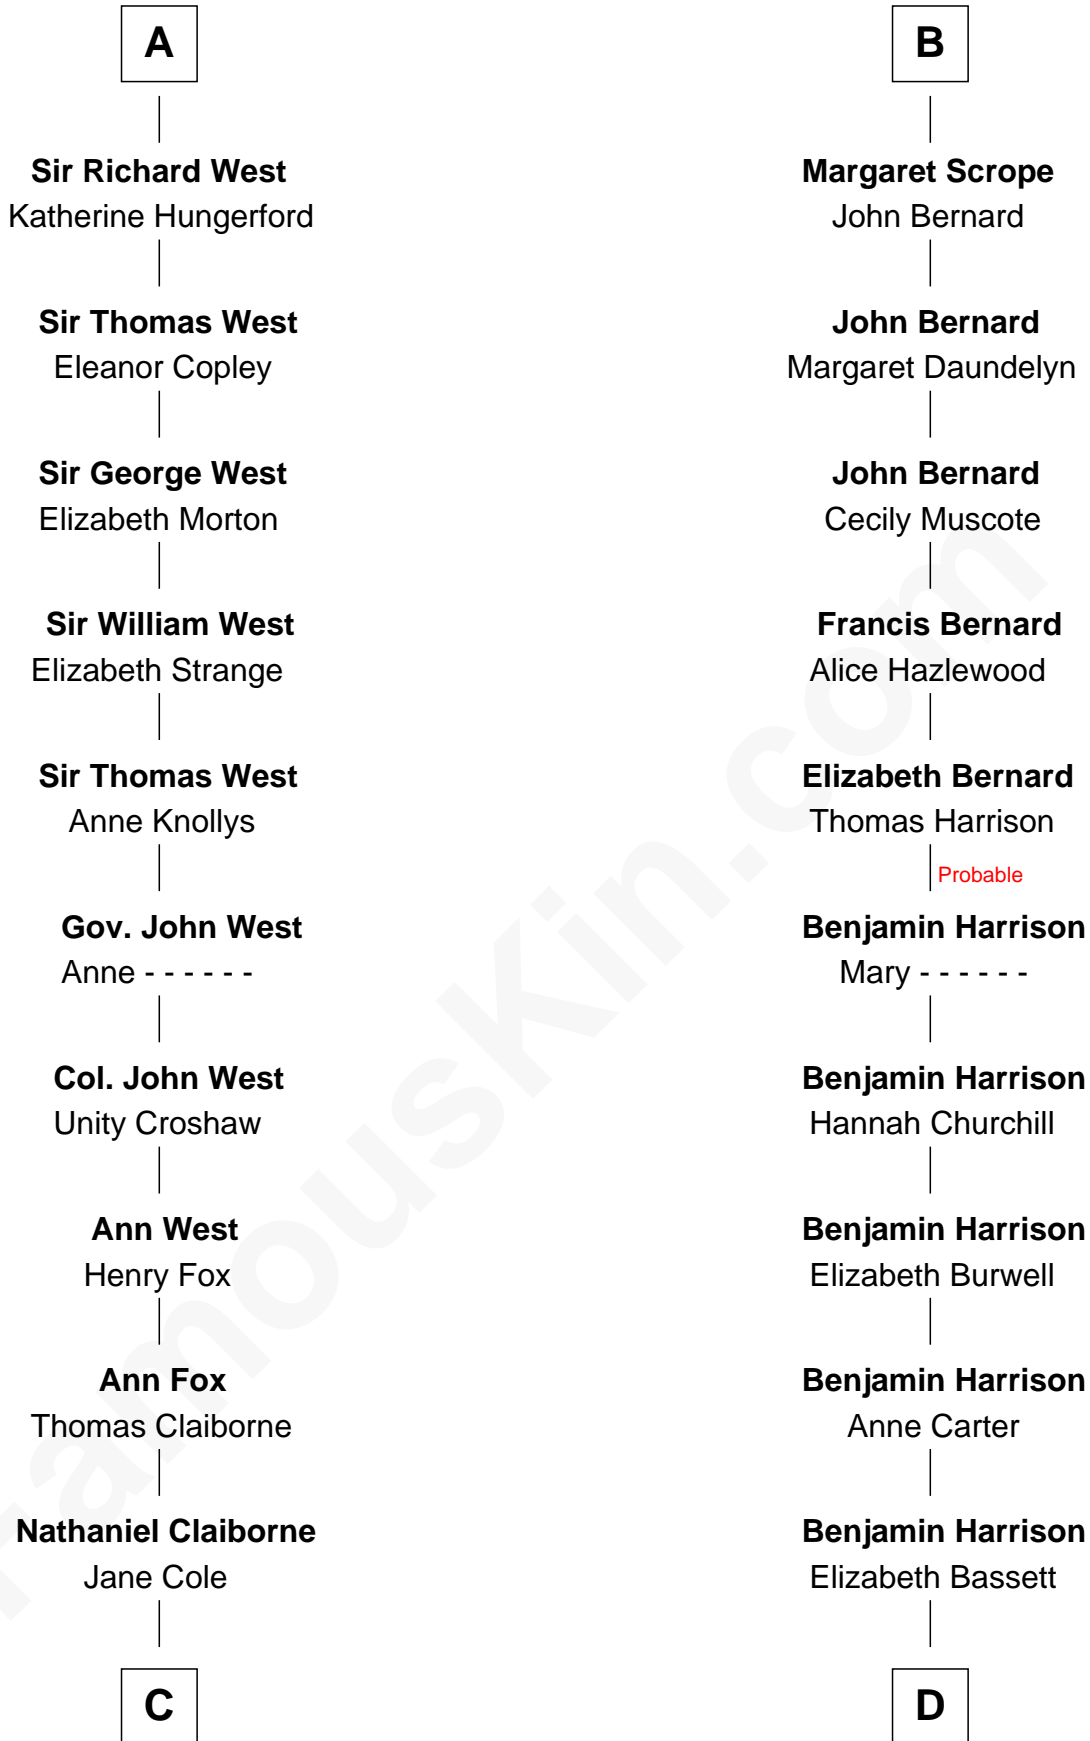 A
Sir Richard West
Katherine Hungerford
Sir Thomas West
Eleanor Copley
Sir George West
Elizabeth Morton
Sir William West
Elizabeth Strange
Sir Thomas West
Anne Knollys
Gov. John West
Anne - - - - - -
Col. John West
Unity Croshaw
Ann West
Henry Fox
Ann Fox
Thomas Claiborne
Nathaniel Claiborne
Jane Cole
C
B
Margaret Scrope
John Bernard
John Bernard
Margaret Daundelyn
John Bernard
Cecily Muscote
Francis Bernard
Alice Hazlewood
Elizabeth Bernard
Thomas Harrison
Probable
Benjamin Harrison
Mary - - - - - -
Benjamin Harrison
Hannah Churchill
Benjamin Harrison
Elizabeth Burwell
Benjamin Harrison
Anne Carter
Benjamin Harrison
Elizabeth Bassett
D
FamousKin.com